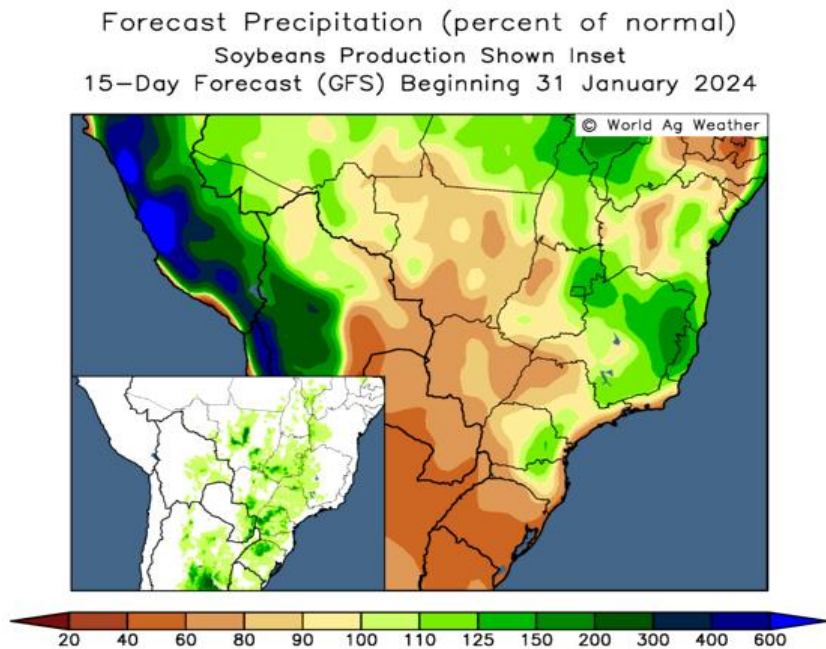 Forecast Precipitation (percent of normal)
Soybeans Production Shown Inset
15-Day Forecast (GFS) Beginning 31 January 2024
© World Ag Weather
20 40 60 80 90 100 110 125 150 200 300 400 600